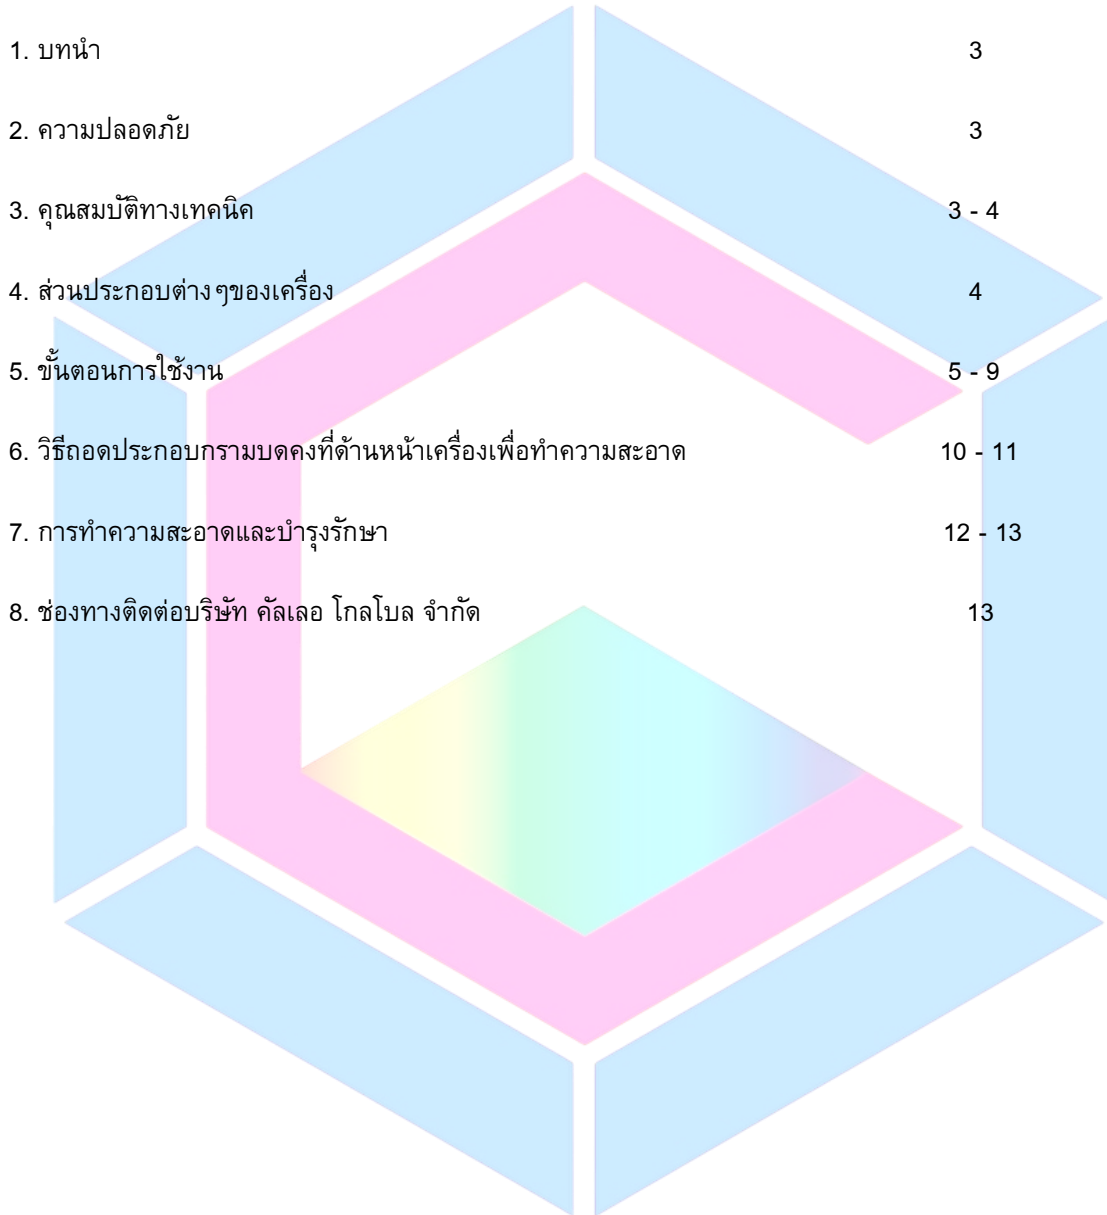 1. บทนำ 3
2. ความปลอดภัย 3
3. คุณสมบัติทางเทคนิค 3 - 4
4. ส่วนประกอบต่างๆของเครื่อง 4
5. ขั้นตอนการใช้งาน 5 - 9
6. วิธีถอดประกอบกรามบดคงที่ด้านหน้าเครื่องเพื่อทำความสะอาด 10 - 11
7. การทำความสะอาดและบำรุงรักษา 12 - 13
8. ช่องทางติดต่อบริษัท คัลเลอ โกลโบล จำกัด 13